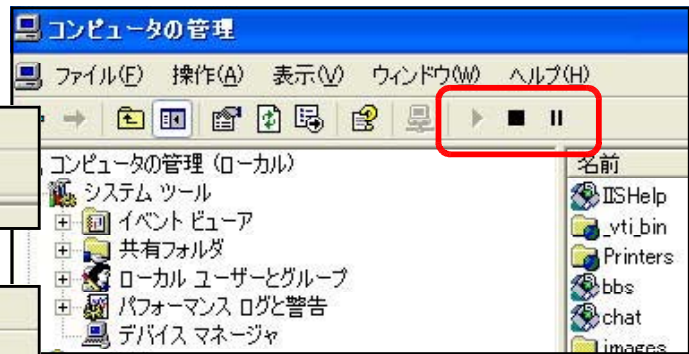 コンピュータの管理
ファイル(F) 操作(A) 表示(V) ウィンドウ(W) ヘルプ(H)
コンピュータの管理 (ローカル)
システム ツール
イベント ビューア
共有フォルダ
ローカル ユーザーとグループ
パフォーマンス ログと警告
デバイス マネージャ
名前
IISHelp
_vti_bin
Printers
bbs
chat
images